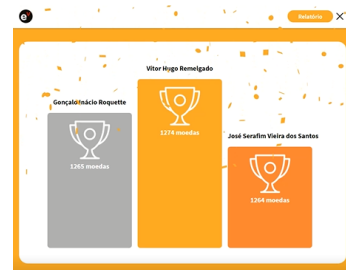 e
Relatório
Vitor Hugo Remelgado
Gonçalo Inácio Roquette
1274 moedas
José Serafim Vieira dos Santos
1265 moedas
1264 moedas